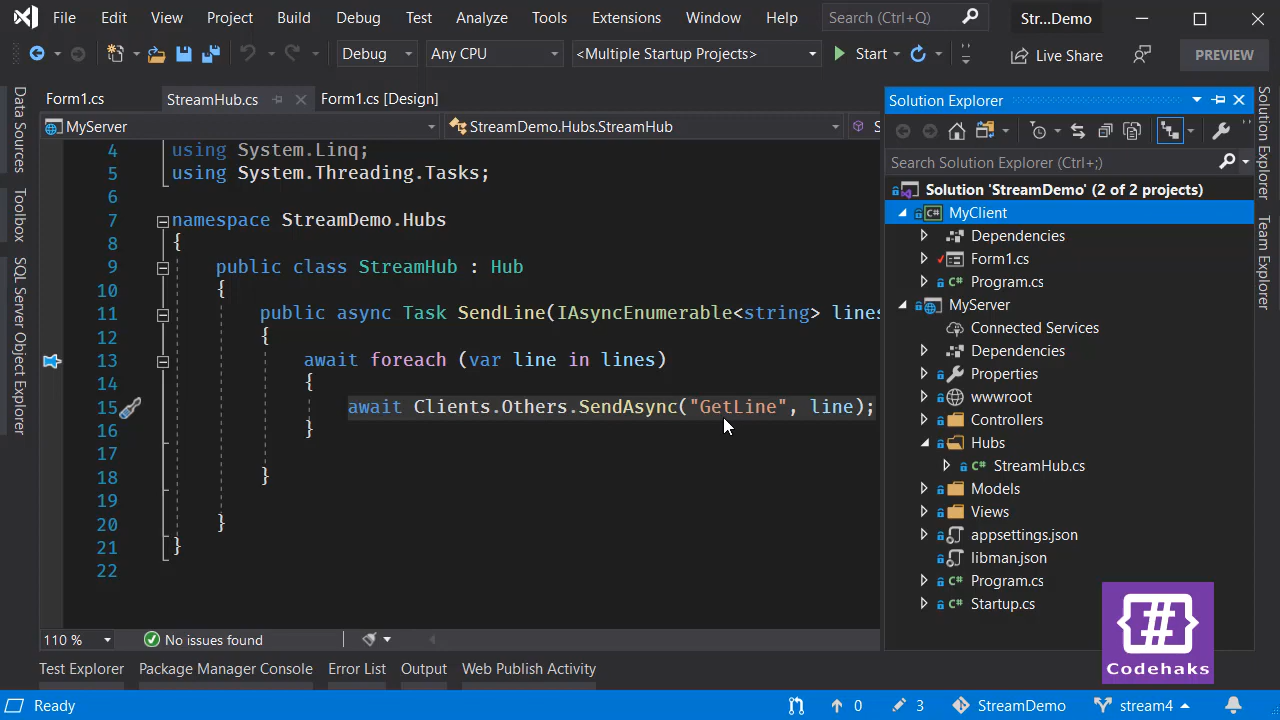 File Edit View Project Build Debug Test Analyze Tools Extensions Window Help Search (Ctrl+Q) Str...Demo
Debug Any CPU <Multiple Startup Projects> Start Live Share PREVIEW
Form1.cs StreamHub.cs Form1.cs [Design]
MyServer StreamDemo.Hubs.StreamHub S
Data Sources
Toolbox
SQL Server Object Explorer
4 using System.Linq;
5 using System.Threading.Tasks;
6
7 namespace StreamDemo.Hubs
8 {
9 public class StreamHub : Hub
10 {
11 public async Task SendLine(IAsyncEnumerable<string> lines
12 {
13 await foreach (var line in lines)
14 {
15 await Clients.Others.SendAsync("GetLine", line);
16 }
17
18 }
19
20 }
21 }
22
110 % No issues found
Solution Explorer
Search Solution Explorer (Ctrl+;)
Solution 'StreamDemo' (2 of 2 projects)
C# MyClient
Dependencies
Form1.cs
C# Program.cs
MyServer
Connected Services
Dependencies
Properties
wwwroot
Controllers
Hubs
C# StreamHub.cs
Models
Views
appsettings.json
libman.json
C# Program.cs
C# Startup.cs
Solution Explorer
Team Explorer
{#}
Codehaks
Test Explorer Package Manager Console Error List Output Web Publish Activity
Ready 0 3 StreamDemo stream4